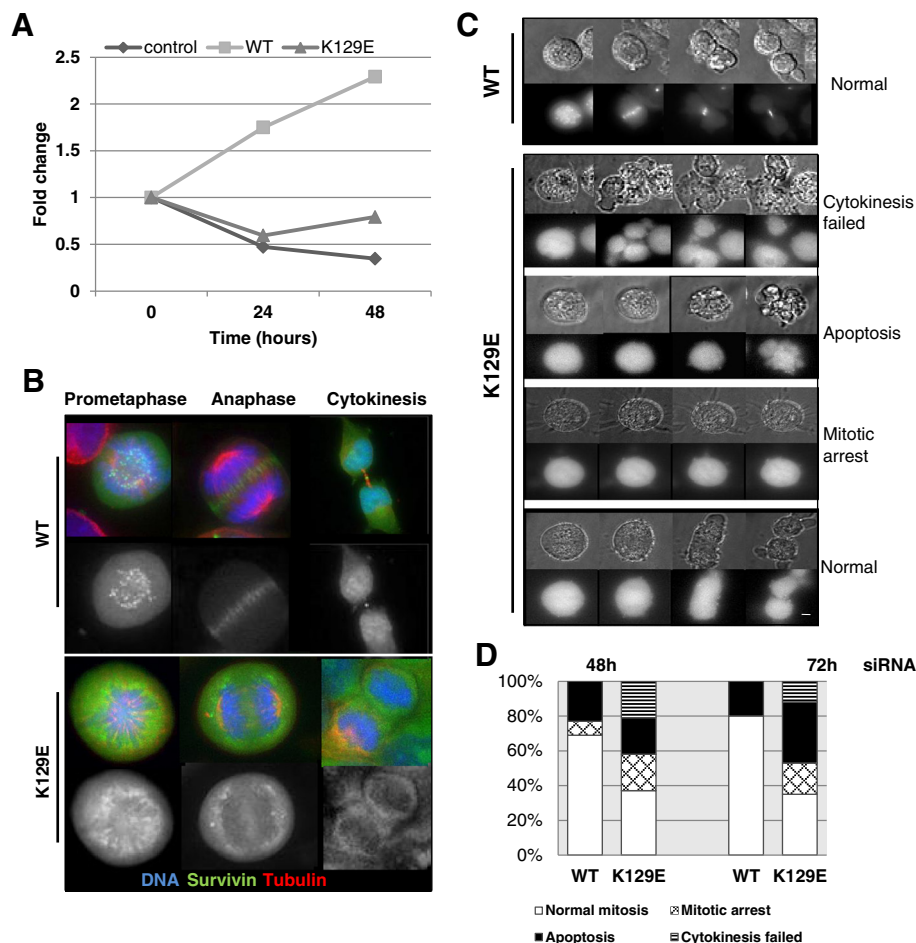 A
control WT K129E
2.5
2
1.5
1
0.5
0
Fold change
0 24 48
Time (hours)
B
Prometaphase Anaphase Cytokinesis
WT
K129E
DNA Survivin Tubulin
C
WT
Normal
K129E
Cytokinesis
failed
Apoptosis
Mitotic
arrest
Normal
D
48h 72h siRNA
100%
80%
60%
40%
20%
0%
WT K129E WT K129E
Normal mitosis Mitotic arrest
Apoptosis Cytokinesis failed